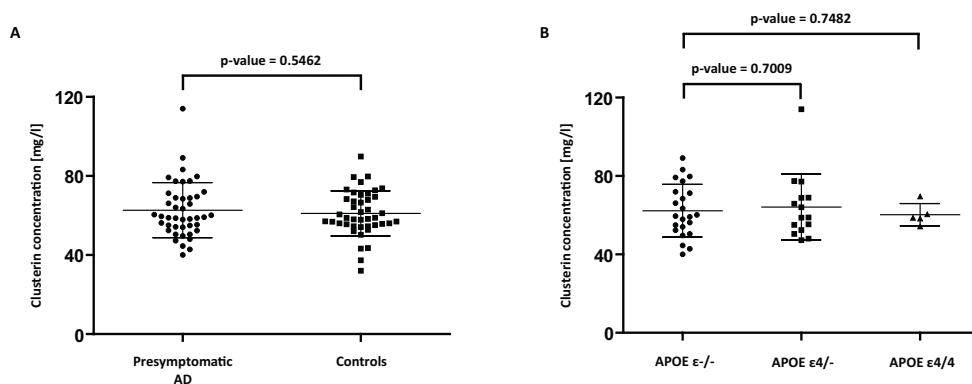 A
p-value = 0.5462
Clusterin concentration [mg/l]
120
80
40
0
Presymptomatic
AD
Controls
B
p-value = 0.7482
p-value = 0.7009
Clusterin concentration [mg/l]
120
80
40
0
APOE ε-/-
APOE ε4/-
APOE ε4/4